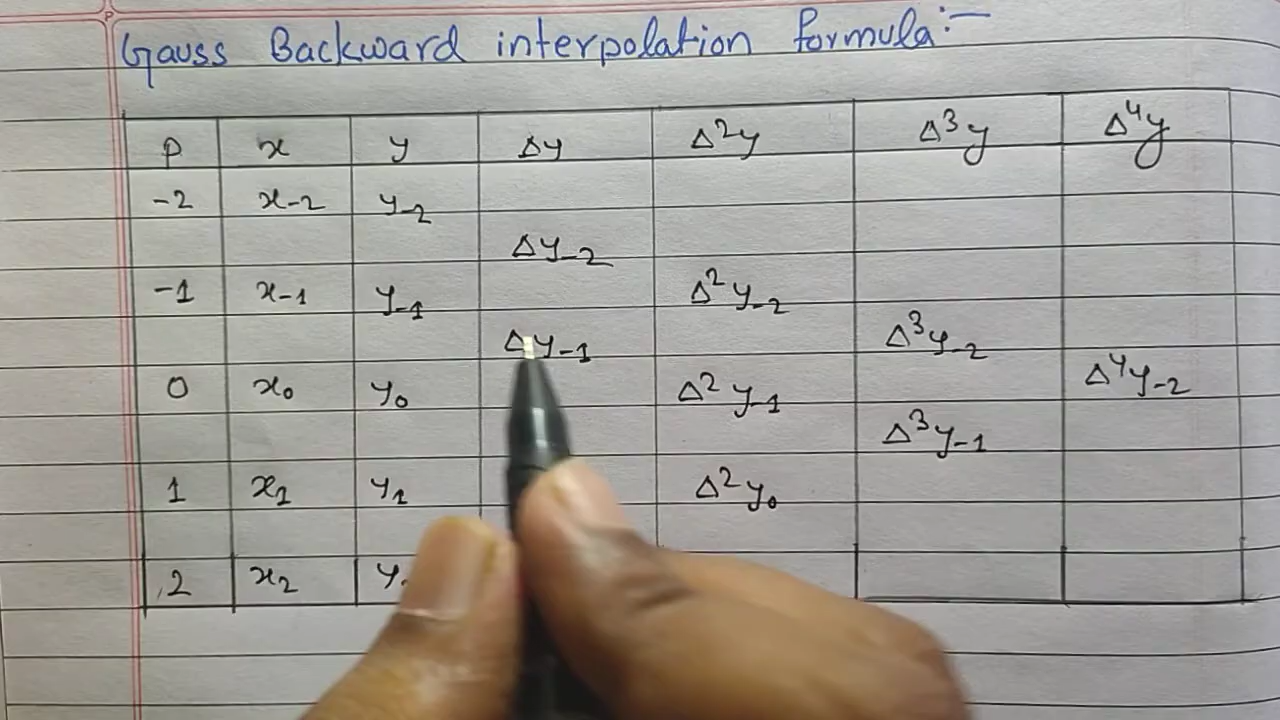 Gauss Backward interpolation formula:-
p x y Δy Δ²y Δ³y Δ⁴y
-2 x-2 y₋₂
Δy₋₂
-1 x-1 y₋₁ Δ²y₋₂
Δy₋₁ Δ³y₋₂
0 x₀ y₀ Δ²y₋₁ Δ⁴y₋₂
Δ³y₋₁
1 x₁ y₁ Δ²y₀
2 x₂ y